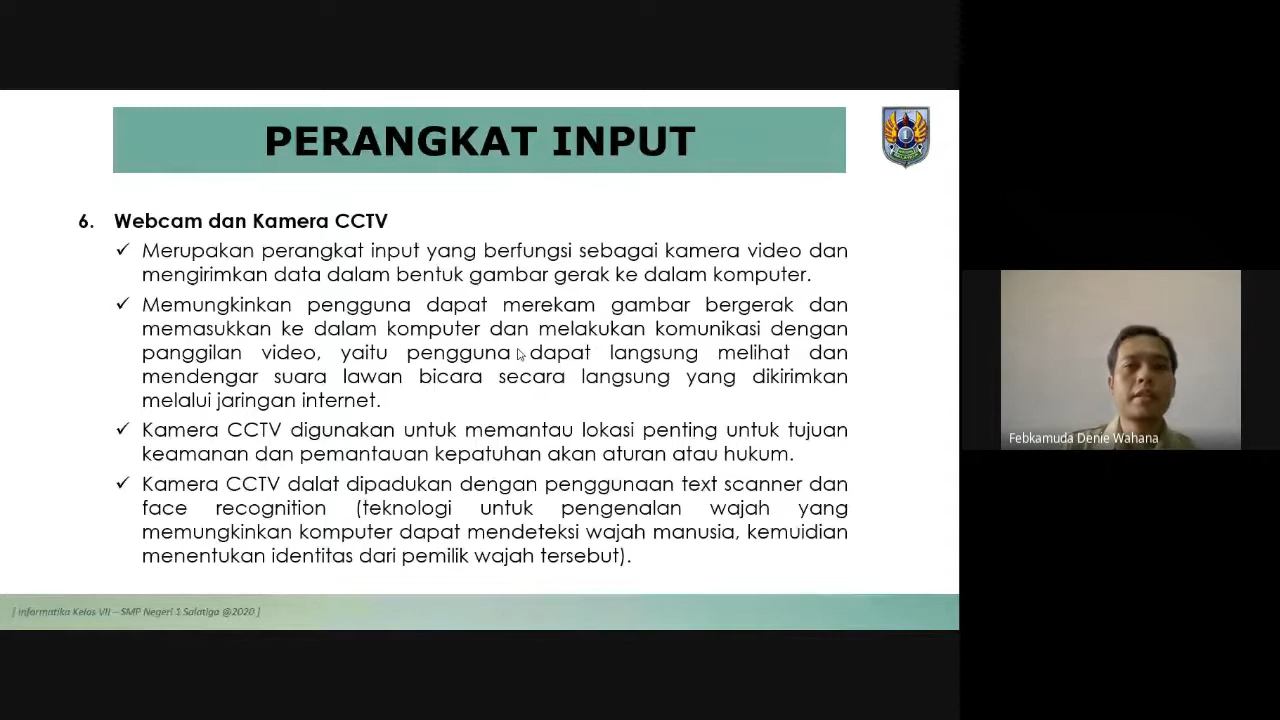 PERANGKAT INPUT
6. Webcam dan Kamera CCTV
✓ Merupakan perangkat input yang berfungsi sebagai kamera video dan
mengirimkan data dalam bentuk gambar gerak ke dalam komputer.
✓ Memungkinkan pengguna dapat merekam gambar bergerak dan
memasukkan ke dalam komputer dan melakukan komunikasi dengan
panggilan video, yaitu pengguna dapat langsung melihat dan
mendengar suara lawan bicara secara langsung yang dikirimkan
melalui jaringan internet.
✓ Kamera CCTV digunakan untuk memantau lokasi penting untuk tujuan
keamanan dan pemantauan kepatuhan akan aturan atau hukum.
✓ Kamera CCTV dalat dipadukan dengan penggunaan text scanner dan
face recognition (teknologi untuk pengenalan wajah yang
memungkinkan komputer dapat mendeteksi wajah manusia, kemuidian
menentukan identitas dari pemilik wajah tersebut).
[ informatika Kelas VII – SMP Negeri 1 Salatiga @2020 ]
Febkamuda Denie Wahana